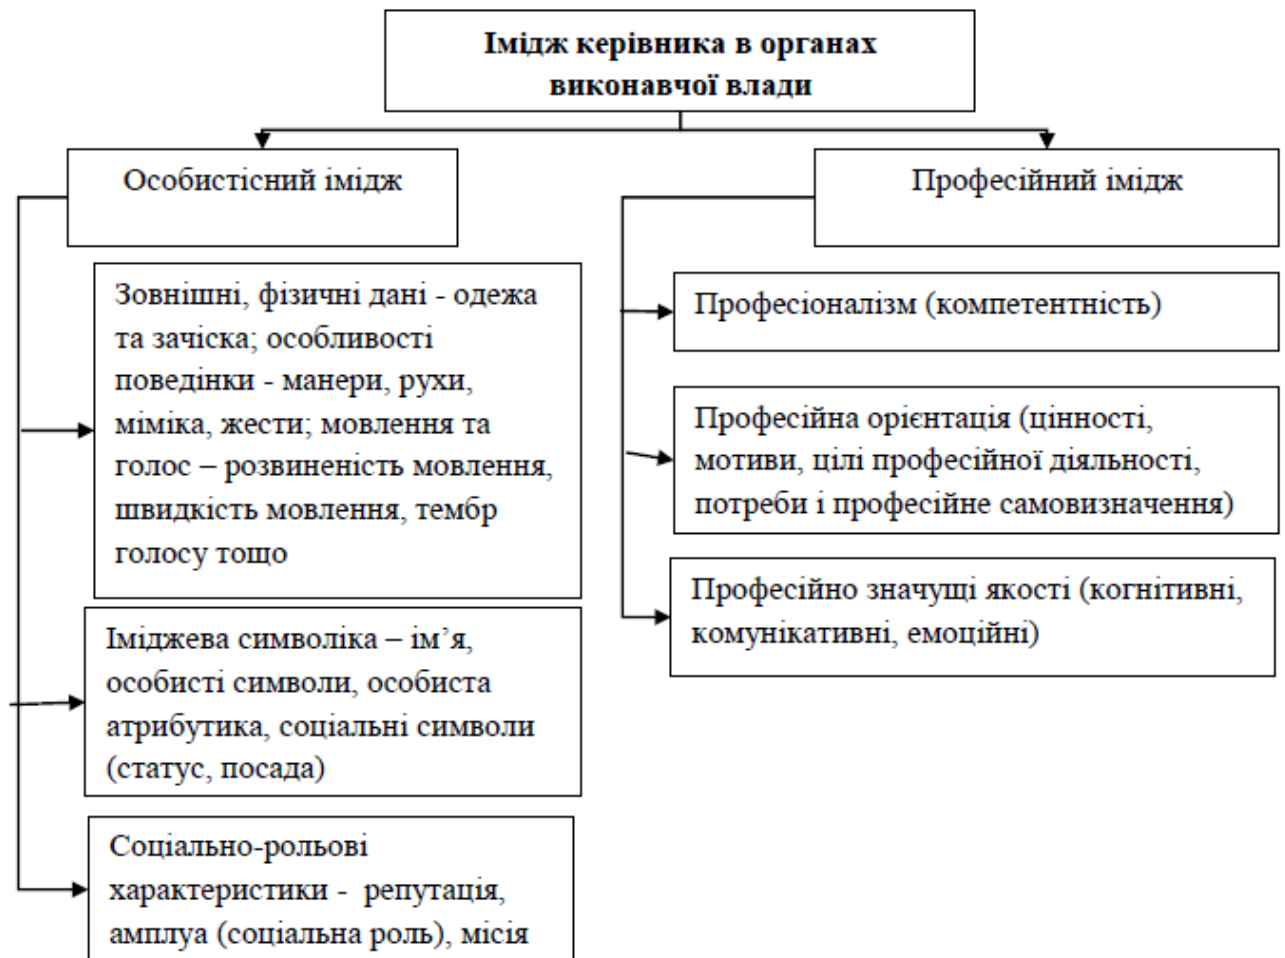 Імідж керівника в органах
виконавчої влади
Особистісний імідж
Зовнішні, фізичні дані - одежа
та зачіска; особливості
поведінки - манери, рухи,
міміка, жести; мовлення та
голос – розвиненість мовлення,
швидкість мовлення, тембр
голосу тощо
Іміджева символіка – ім’я,
особисті символи, особиста
атрибутика, соціальні символи
(статус, посада)
Соціально-рольові
характеристики - репутація,
амплуа (соціальна роль), місія
Професійний імідж
Професіоналізм (компетентність)
Професійна орієнтація (цінності,
мотиви, цілі професійної діяльності,
потреби і професійне самовизначення)
Професійно значущі якості (когнітивні,
комунікативні, емоційні)